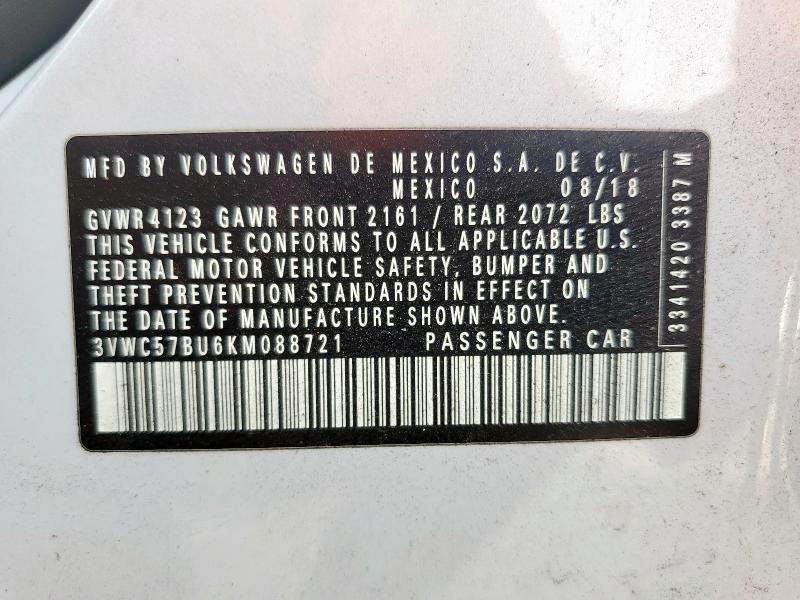 MFD BY VOLKSWAGEN DE MEXICO S.A. DE C.V.
MEXICO 08/18
GVWR 4123 GAWR FRONT 2161 / REAR 2072 LBS
THIS VEHICLE CONFORMS TO ALL APPLICABLE U.S.
FEDERAL MOTOR VEHICLE SAFETY, BUMPER AND
THEFT PREVENTION STANDARDS IN EFFECT ON
THE DATE OF MANUFACTURE SHOWN ABOVE.
3VWC57BU6KM088721 PASSENGER CAR
3341420 3387 M